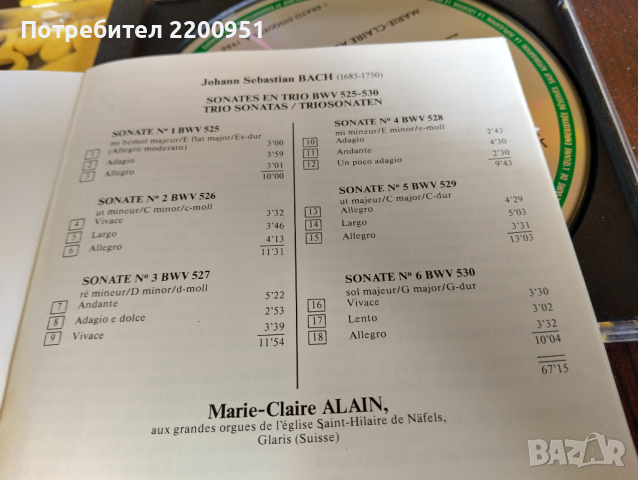 Потребител 2200951
Johann Sebastian BACH (1685-1750)
SONATES EN TRIO BWV 525-530
TRIO SONATAS / TRIOSONATEN
SONATE Nº 1 BWV 525
mi bémol majeur/E flat major/Es-dur
1 (Allegro moderato) 3'00
2 Adagio 3'59
3 Allegro 3'01
10'00
SONATE Nº 2 BWV 526
ut mineur/C minor/c-moll
4 Vivace 3'32
5 Largo 3'46
6 Allegro 4'13
11'31
SONATE Nº 3 BWV 527
ré mineur/D minor/d-moll
7 Andante 5'22
8 Adagio e dolce 2'53
9 Vivace 3'39
11'54
SONATE Nº 4 BWV 528
mi mineur/E minor/e-moll
10 Adagio 2'43
11 Andante 4'30
12 Un poco adagio 2'30
9'43
SONATE Nº 5 BWV 529
ut majeur/C major/C-dur
13 Allegro 4'29
14 Largo 5'03
15 Allegro 3'31
13'03
SONATE Nº 6 BWV 530
sol majeur/G major/G-dur
16 Vivace 3'30
17 Lento 3'02
18 Allegro 3'32
10'04
67'15
Marie-Claire ALAIN,
aux grandes orgues de l'église Saint-Hilaire de Näfels,
Glaris (Suisse)
MARIE-CLAIRE
bazar.bg